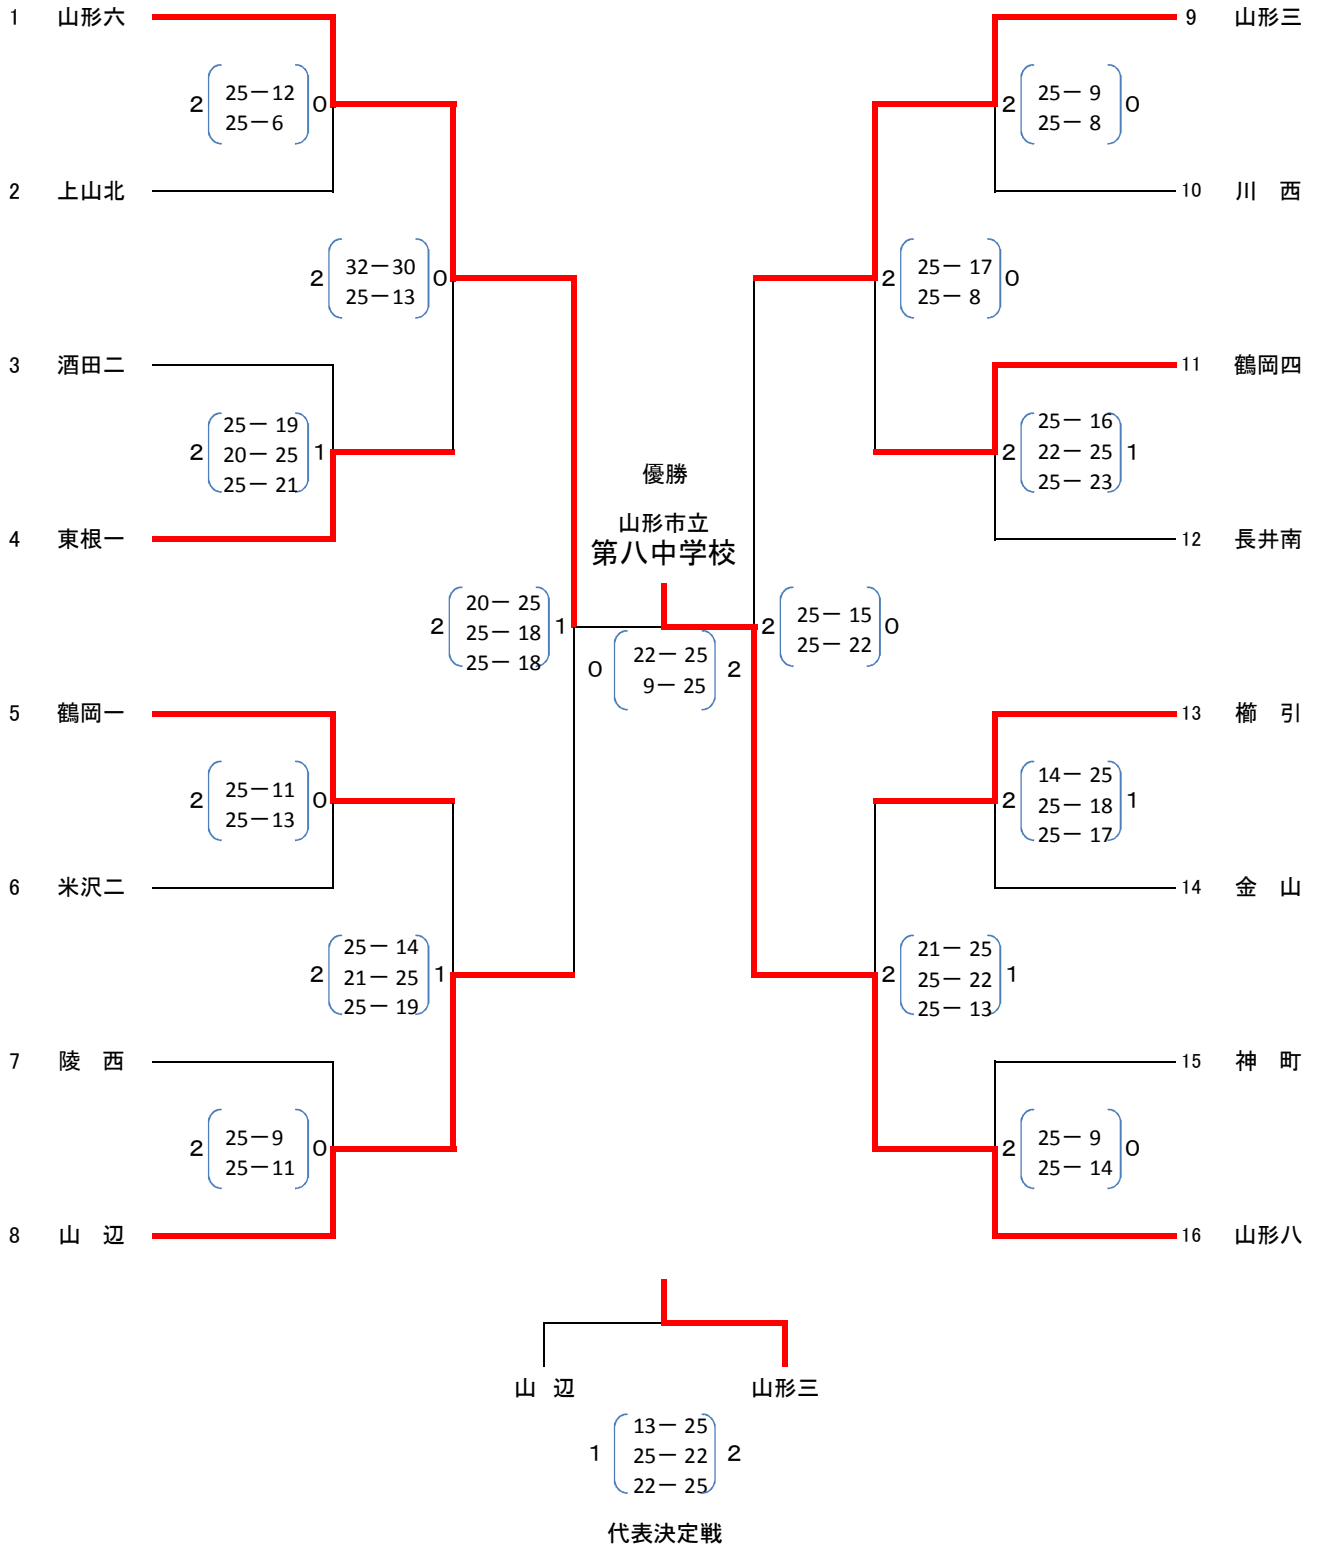 1 山形六
2 ( 25－12 ) 0
25－6
2 上山北
2 ( 32－30 ) 0
25－13
3 酒田二
2 ( 25－19 ) 1
20－25
25－21
4 東根一
2 ( 20－25 ) 1
25－18
25－18
5 鶴岡一
2 ( 25－11 ) 0
25－13
6 米沢二
2 ( 25－14 ) 1
21－25
25－19
7 陵　西
2 ( 25－9 ) 0
25－11
8 山　辺
優勝
山形市立
第八中学校
0 ( 22－25 ) 2
9－25
9 山形三
2 ( 25－9 ) 0
25－8
10 川　西
2 ( 25－17 ) 0
25－8
11 鶴岡四
2 ( 25－16 ) 1
22－25
25－23
12 長井南
2 ( 25－15 ) 0
25－22
13 櫛　引
2 ( 14－25 ) 1
25－18
25－17
14 金　山
2 ( 21－25 ) 1
25－22
25－13
15 神　町
2 ( 25－9 ) 0
25－14
16 山形八
山　辺 山形三
1 ( 13－25 ) 2
25－22
22－25
代表決定戦